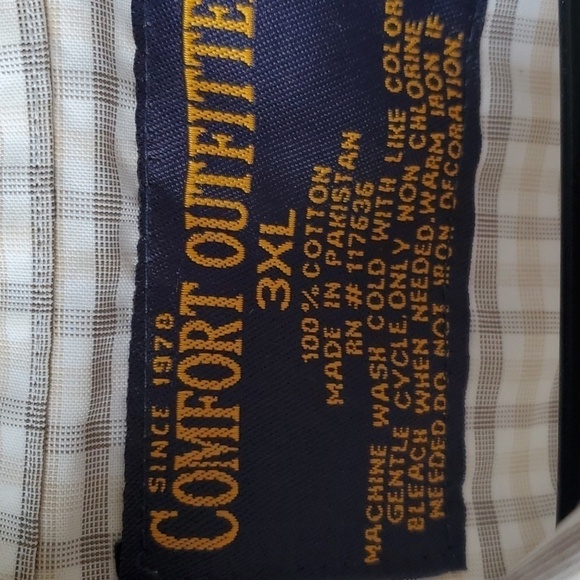 SINCE 1978
COMFORT OUTFITTE
3XL
100% COTTON
MADE IN PAKISTAN
RN # 117636
MACHINE WASH COLD WITH LIKE COLOR
GENTLE CYCLE, ONLY NON CHLORINE
BLEACH WHEN NEEDED, WARM IRON IF
NEEDED. DO NOT IRON DECORATION.